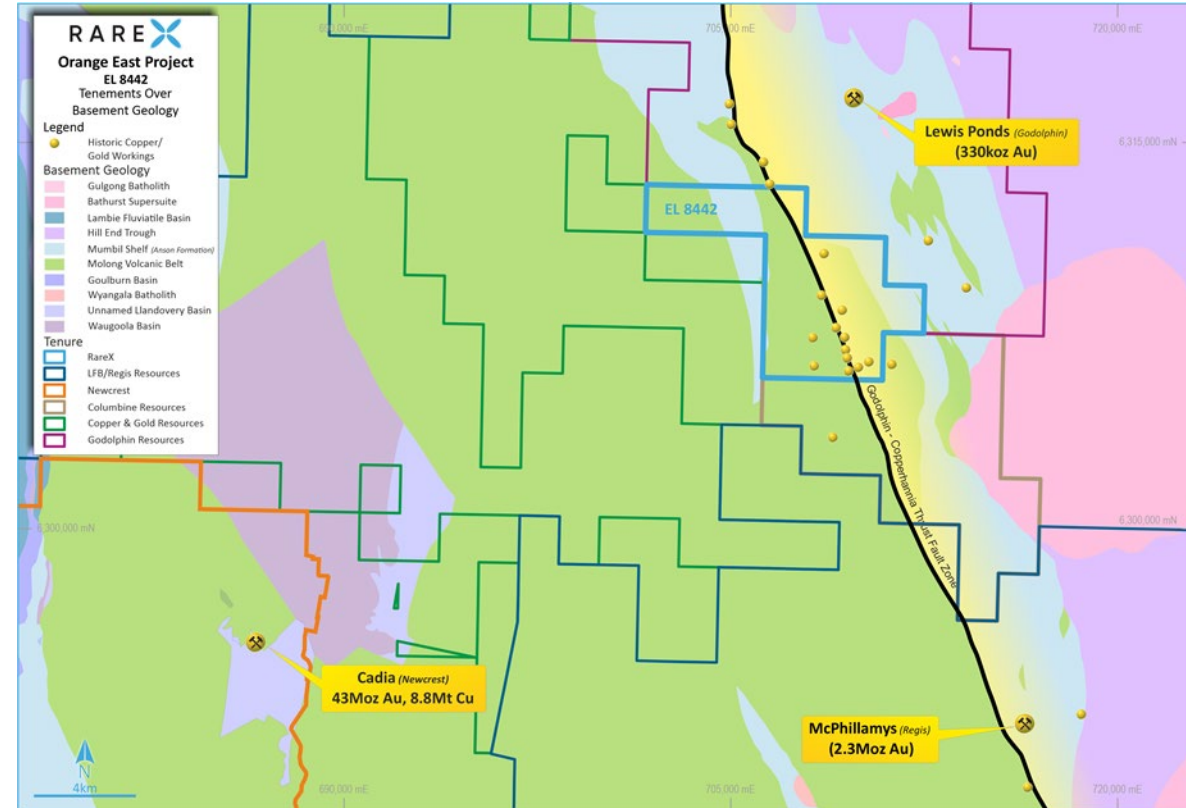 RAREX
Orange East Project
EL 8442
Tenements Over
Basement Geology
Legend
Historic Copper/
Gold Workings
Basement Geology
Gulgong Batholith
Bathurst Supersuite
Lambie Fluviatile Basin
Hill End Trough
Mumbil Shelf (Anson Formation)
Molong Volcanic Belt
Goulburn Basin
Wyangala Batholith
Unnamed Llandovery Basin
Waugoola Basin
Tenure
RareX
LFB/Regis Resources
Newcrest
Columbine Resources
Copper & Gold Resources
Godolphin Resources
705,000 mE
720,000 mE
Lewis Ponds (Godolphin)
(330koz Au)
6,315,000 mN
EL 8442
Godolphin - Copperhannia Thrust Fault Zone
6,300,000 mN
6,300,000 mN
Cadia (Newcrest)
43Moz Au, 8.8Mt Cu
McPhillamys (Regis)
(2.3Moz Au)
N
4km
690,000 mE
705,000 mE
720,000 mE